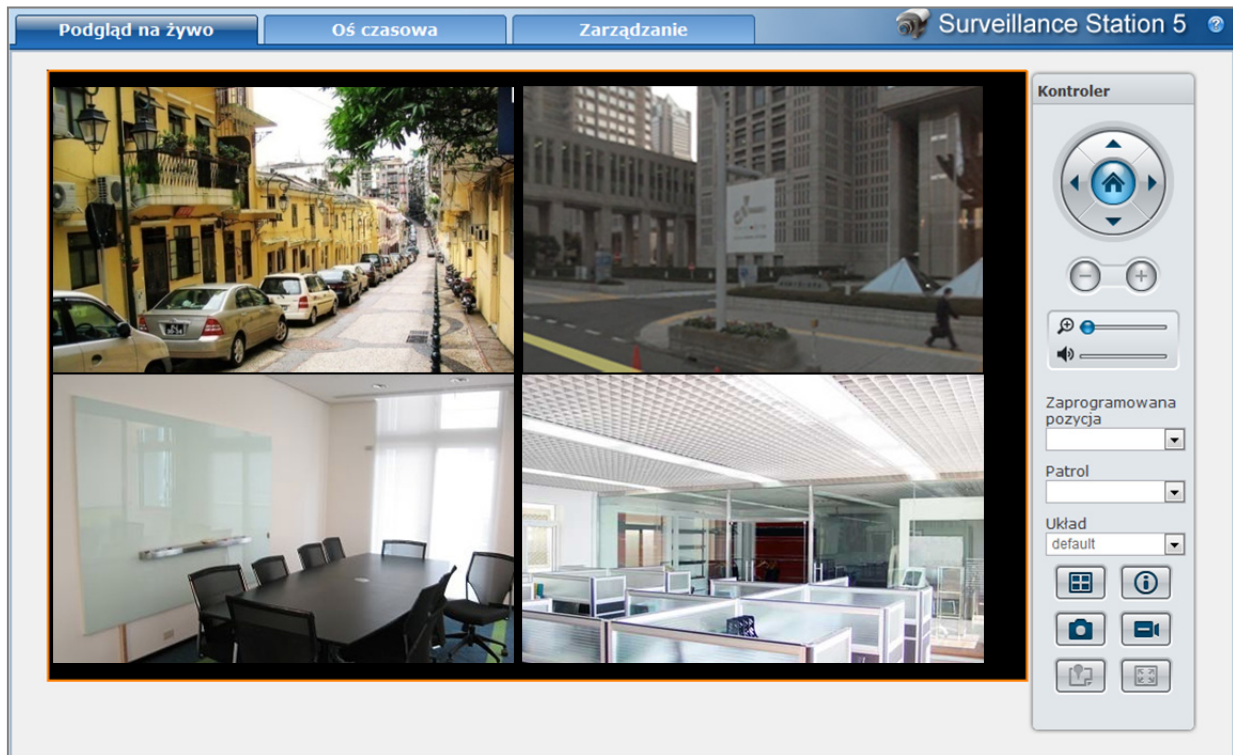 Podgląd na żywo
Oś czasowa
Zarządzanie
Surveillance Station 5
Kontroler
Zaprogramowana
pozycja
Patrol
Układ
default